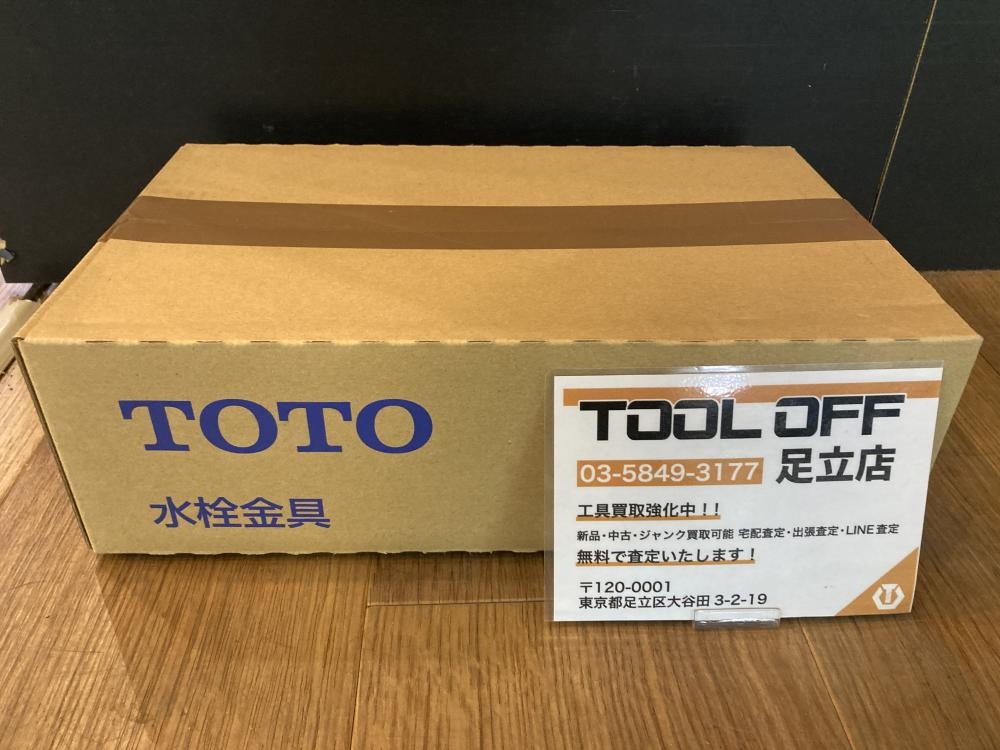 TOTO
水栓金具
TOOL OFF
03-5849-3177 足立店
工具買取強化中!!
新品・中古・ジャンク買取可能 宅配査定・出張査定・LINE査定
無料で査定いたします!
〒120-0001
東京都足立区大谷田 3-2-19